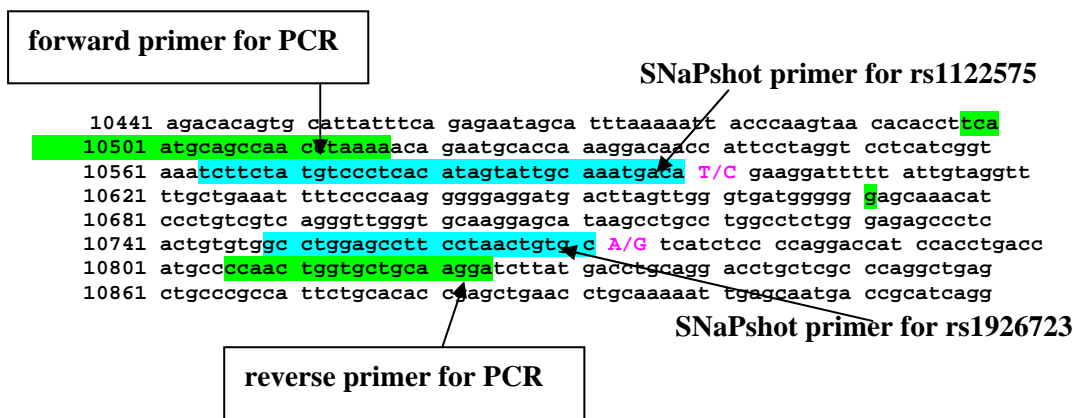 forward primer for PCR
SNaPshot primer for rs1122575
10441 agacacagtg cattatttca gagaatagca tttaaaaatt acccaagtaa cacaccttca
10501 atgcagccaa cttaaaaaca gaatgcacca aaggacaacc attcctaggt cctcatcggt
10561 aaatcttcta tgtccctcac atagtattgc aaatgaca T/C gaaggatttttt attgtaggtt
10621 ttgctgaaat tttccccaag ggggaggatg acttagttgg gtgatggggg gagcaaacat
10681 ccctgtcgtc agggttgggt gcaaggagca taagcctgcc tggcctctgg gagagccctc
10741 actgtgtggc ctggagcctt cctaactgtg c A/G tcatctcc ccaggaccat ccacctgacc
10801 atgccccaac tggtgctgca aggatcttat gacctgcagg acctgctcgc ccaggctgag
10861 ctgcccgcca ttctgcacac cgagctgaac ctgcaaaaat tgagcaatga ccgcatcagg
SNaPshot primer for rs1926723
reverse primer for PCR